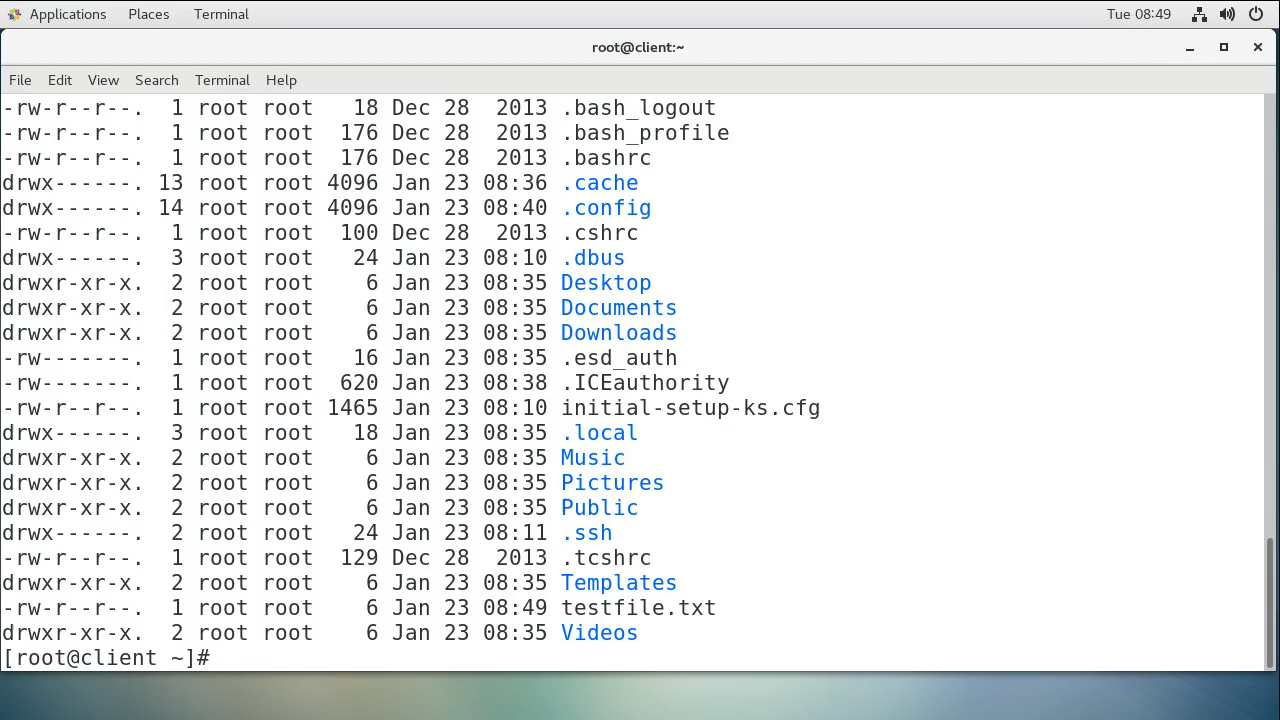 Applications Places Terminal Tue 08:49
root@client:~
File Edit View Search Terminal Help
-rw-r--r--.  1 root root   18 Dec 28  2013 .bash_logout
-rw-r--r--.  1 root root  176 Dec 28  2013 .bash_profile
-rw-r--r--.  1 root root  176 Dec 28  2013 .bashrc
drwx------. 13 root root 4096 Jan 23 08:36 .cache
drwx------. 14 root root 4096 Jan 23 08:40 .config
-rw-r--r--.  1 root root  100 Dec 28  2013 .cshrc
drwx------.  3 root root   24 Jan 23 08:10 .dbus
drwxr-xr-x.  2 root root    6 Jan 23 08:35 Desktop
drwxr-xr-x.  2 root root    6 Jan 23 08:35 Documents
drwxr-xr-x.  2 root root    6 Jan 23 08:35 Downloads
-rw-------.  1 root root   16 Jan 23 08:35 .esd_auth
-rw-------.  1 root root  620 Jan 23 08:38 .ICEauthority
-rw-r--r--.  1 root root 1465 Jan 23 08:10 initial-setup-ks.cfg
drwx------.  3 root root   18 Jan 23 08:35 .local
drwxr-xr-x.  2 root root    6 Jan 23 08:35 Music
drwxr-xr-x.  2 root root    6 Jan 23 08:35 Pictures
drwxr-xr-x.  2 root root    6 Jan 23 08:35 Public
drwx------.  2 root root   24 Jan 23 08:11 .ssh
-rw-r--r--.  1 root root  129 Dec 28  2013 .tcshrc
drwxr-xr-x.  2 root root    6 Jan 23 08:35 Templates
-rw-r--r--.  1 root root    6 Jan 23 08:49 testfile.txt
drwxr-xr-x.  2 root root    6 Jan 23 08:35 Videos
[root@client ~]#